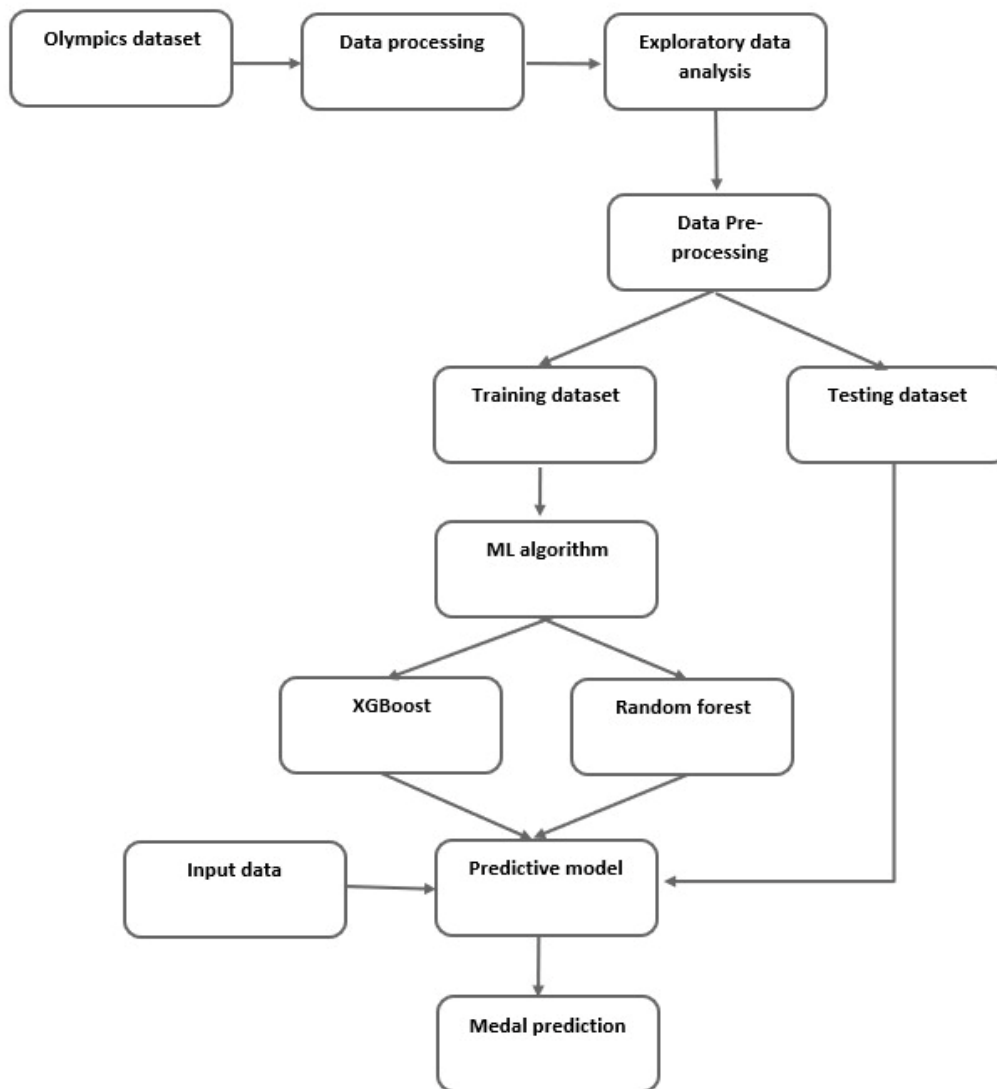 Olympics dataset
Data processing
Exploratory data
analysis
Data Pre-
processing
Training dataset
Testing dataset
ML algorithm
XGBoost
Random forest
Input data
Predictive model
Medal prediction